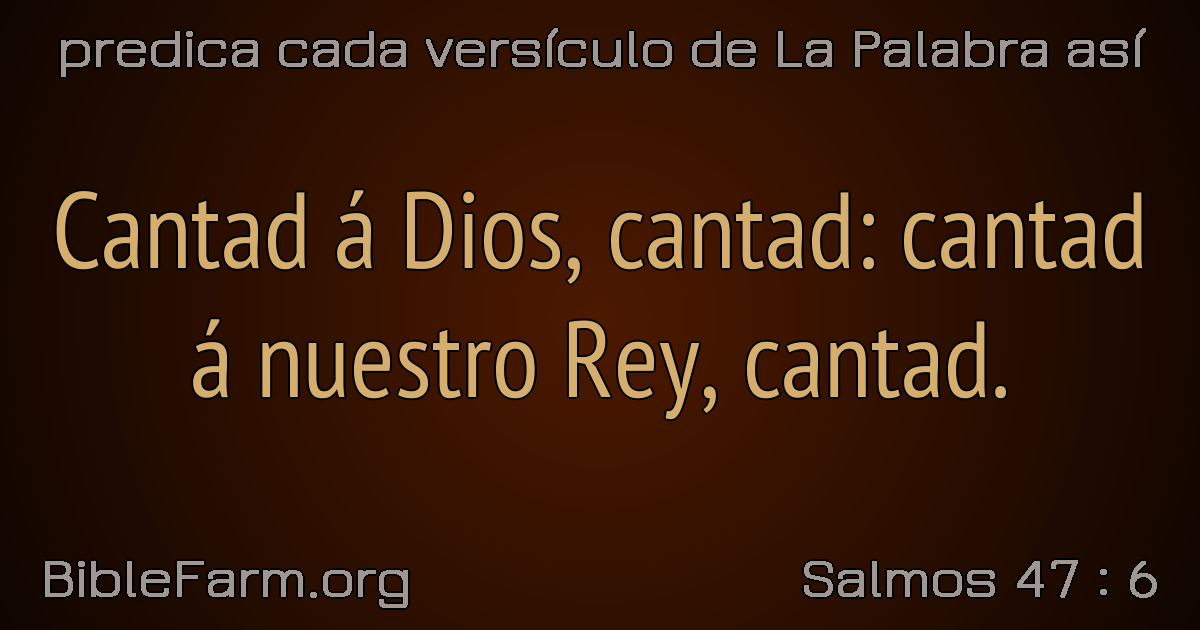 predica cada versículo de La Palabra así
Cantad á Dios, cantad: cantad
á nuestro Rey, cantad.
BibleFarm.org
Salmos 47 : 6